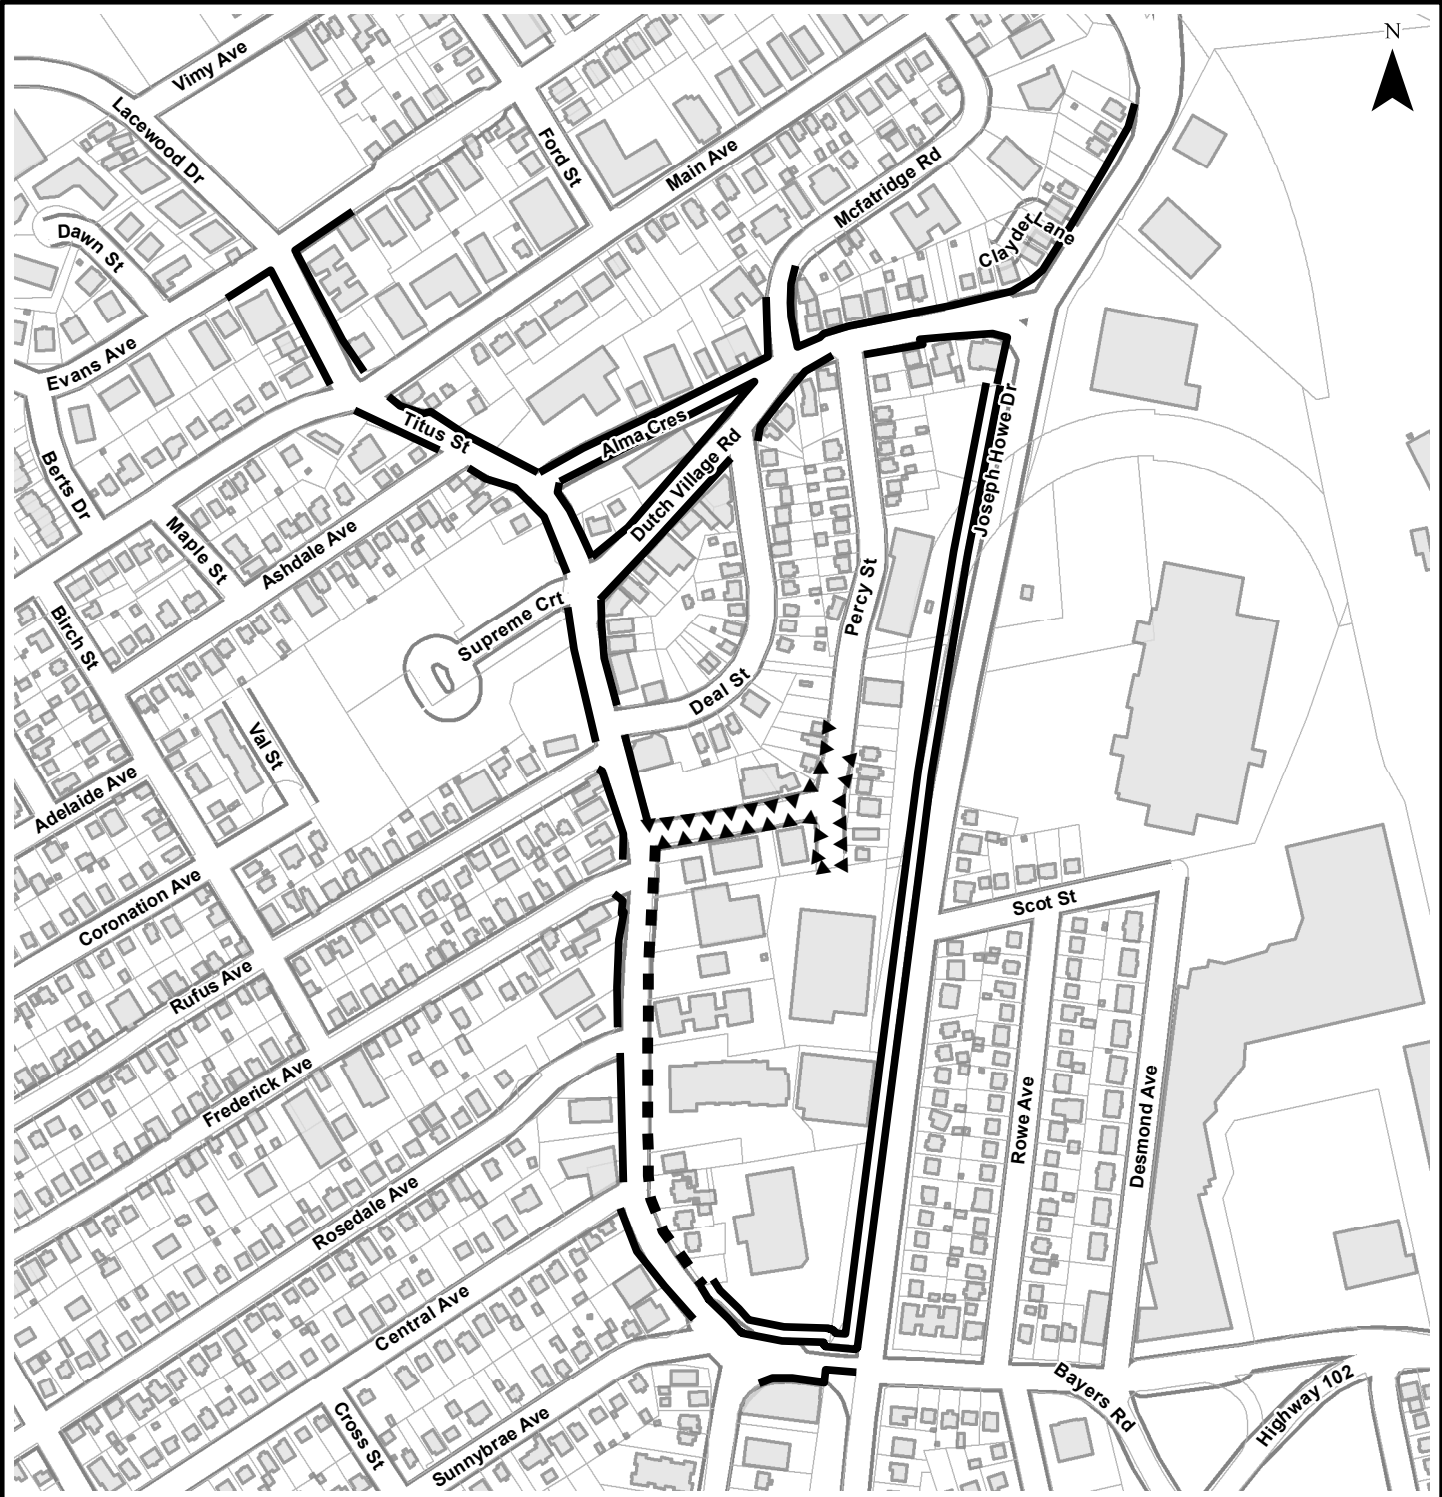 N
Vimy Ave
Lacewood Dr
Ford St
Main Ave
Mcfatridge Rd
Dawn St
Clayder Lane
Evans Ave
Titus St
Alma Cres
Dutch Village Rd
Joseph Howe Dr
Berts Dr
Maple St
Ashdale Ave
Percy St
Supreme Crt
Birch St
Deal St
Val St
Adelaide Ave
Coronation Ave
Scot St
Rufus Ave
Frederick Ave
Rowe Ave
Desmond Ave
Rosedale Ave
Central Ave
Bayers Rd
Highway 102
Cross St
Sunnybrae Ave